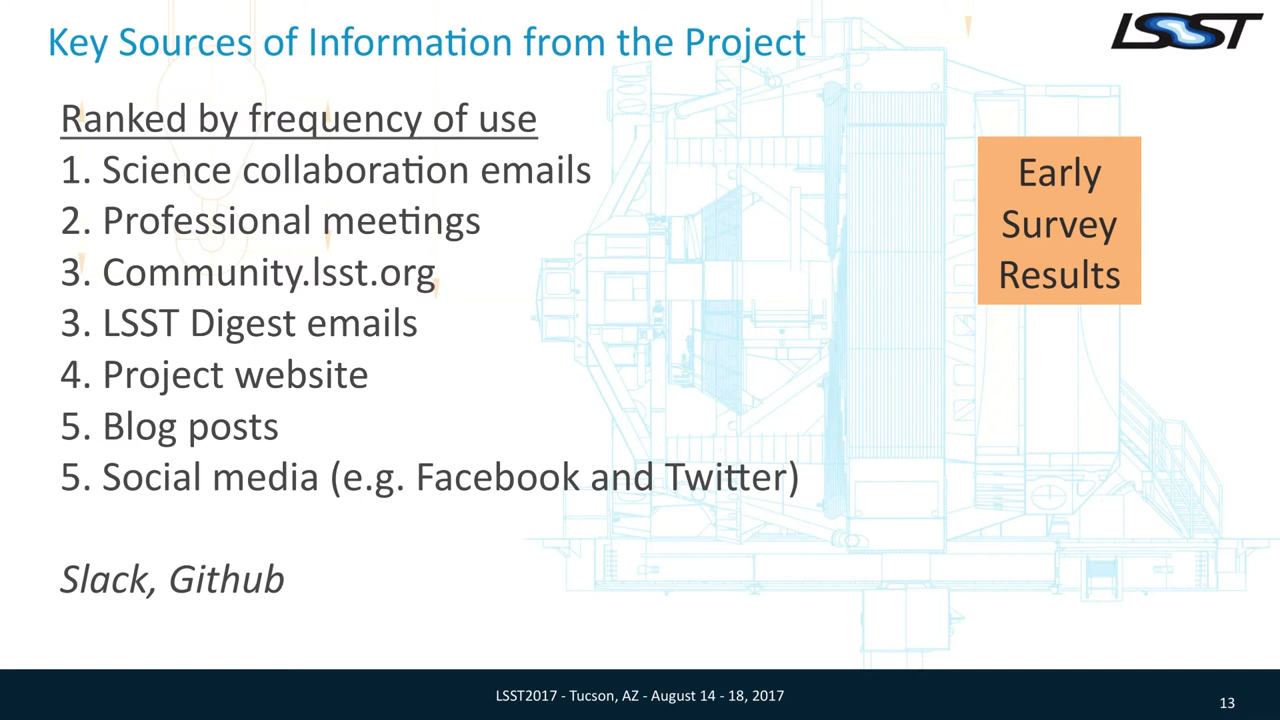 Key Sources of Information from the Project
LSST
Ranked by frequency of use
1. Science collaboration emails
2. Professional meetings
3. Community.lsst.org
3. LSST Digest emails
4. Project website
5. Blog posts
5. Social media (e.g. Facebook and Twitter)
Slack, Github
Early
Survey
Results
LSST2017 - Tucson, AZ - August 14 - 18, 2017
13